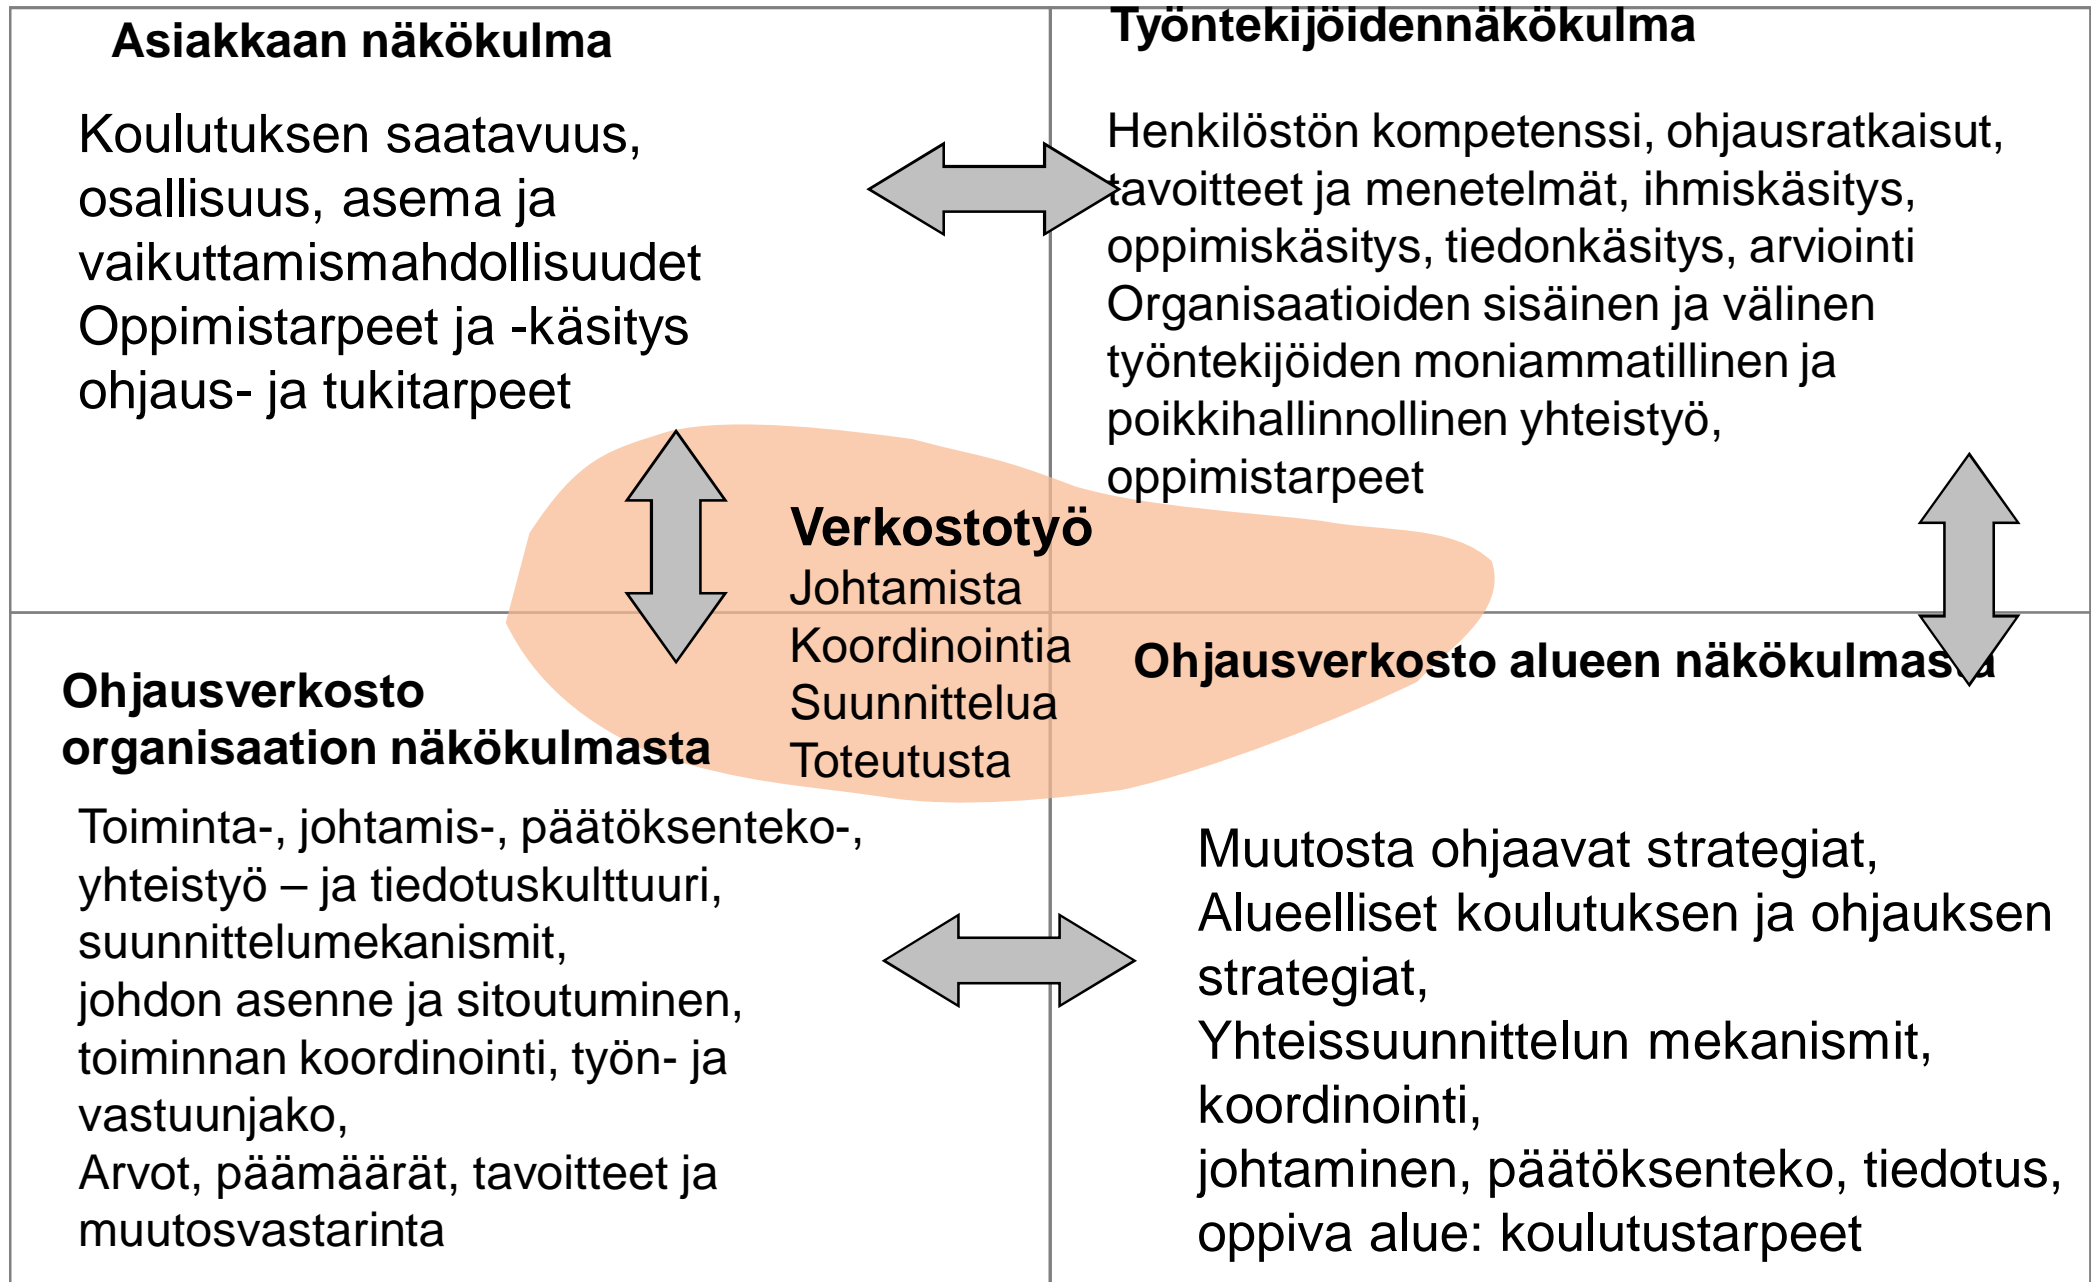 Asiakkaan näkökulma
Koulutuksen saatavuus,
osallisuus, asema ja
vaikuttamismahdollisuudet
Oppimistarpeet ja -käsitys
ohjaus- ja tukitarpeet
Työntekijöidennäkökulma
Henkilöstön kompetenssi, ohjausratkaisut,
tavoitteet ja menetelmät, ihmiskäsitys,
oppimiskäsitys, tiedonkäsitys, arviointi
Organisaatioiden sisäinen ja välinen
työntekijöiden moniammatillinen ja
poikkihallinnollinen yhteistyö,
oppimistarpeet
Verkostotyö
Johtamista
Koordinointia
Suunnittelua
Toteutusta
Ohjausverkosto
organisaation näkökulmasta
Toiminta-, johtamis-, päätöksenteko-,
yhteistyö – ja tiedotuskulttuuri,
suunnittelumekanismit,
johdon asenne ja sitoutuminen,
toiminnan koordinointi, työn- ja
vastuunjako,
Arvot, päämäärät, tavoitteet ja
muutosvastarinta
Ohjausverkosto alueen näkökulmasta
Muutosta ohjaavat strategiat,
Alueelliset koulutuksen ja ohjauksen
strategiat,
Yhteissuunnittelun mekanismit,
koordinointi,
johtaminen, päätöksenteko, tiedotus,
oppiva alue: koulutustarpeet